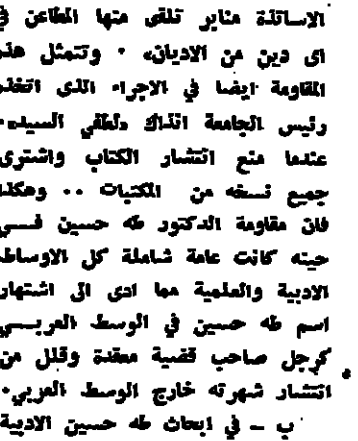 الاساتذة منابر تلقى منها المطاعن في
اى دين من الاديان، · وتتمثل هذه
المقاومة ايضا في الاجراء الذى اتخذه
رئيس الجامعة انذاك «لطفي السيد»
عندما منع انتشار الكتاب واشترى
جميع نسخه من المكتبات .. وهكذا
فان مقاومة الدكتور طه حسين فــي
حينه كانت عامة شاملة كل الاوساط
الادبية والعلمية مما ادى الى اشتهار
اسم طه حسين في الوسط العربــي
كرجل صاحب قضية معقدة وقلل من
انتشار شهرته خارج الوسط العربي·
ب ـ في ابحاث طه حسين الادبية